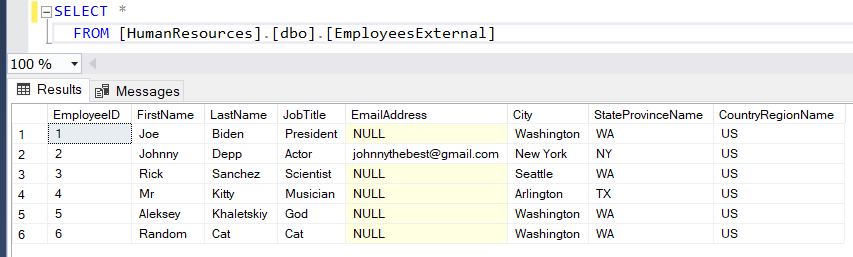 SELECT *
FROM [HumanResources].[dbo].[EmployeesExternal]
100 %
Results Messages
EmployeeID FirstName LastName JobTitle EmailAddress City StateProvinceName CountryRegionName
1 1 Joe Biden President NULL Washington WA US
2 2 Johnny Depp Actor johnnythebest@gmail.com New York NY US
3 3 Rick Sanchez Scientist NULL Seattle WA US
4 4 Mr Kitty Musician NULL Arlington TX US
5 5 Aleksey Khaletskiy God NULL Washington WA US
6 6 Random Cat Cat NULL Washington WA US